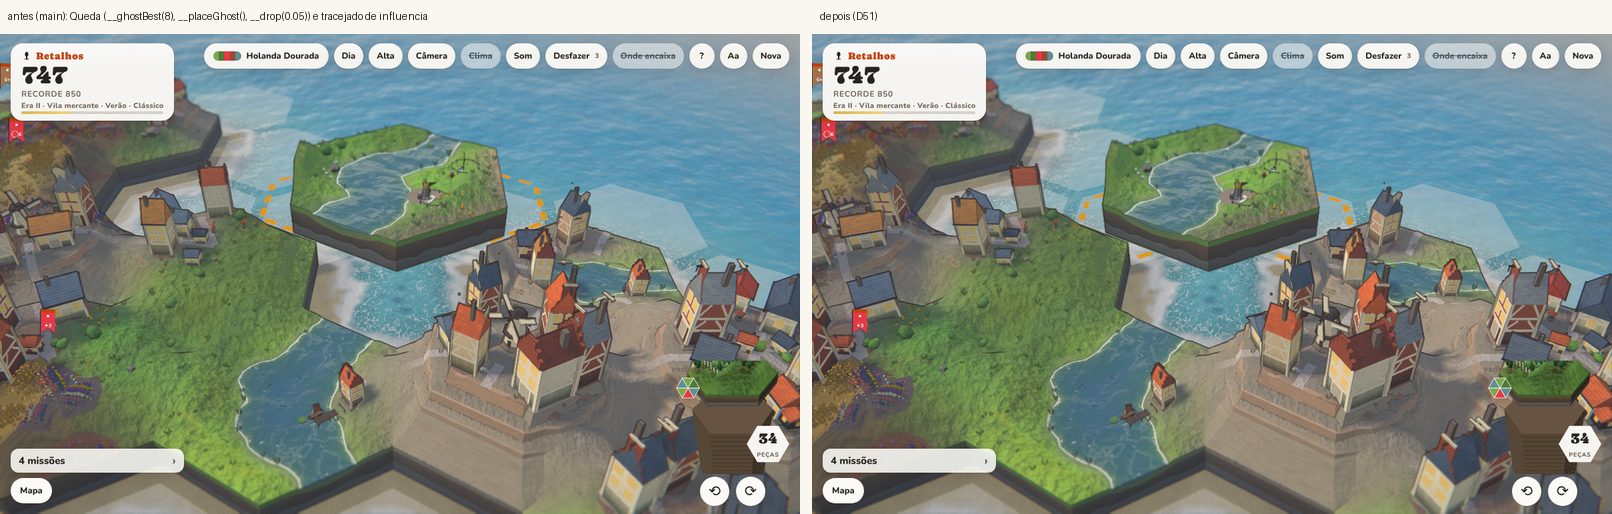 antes (main): Queda (__ghostBest(8), __placeGhost(), __drop(0.05)) e tracejado de influencia
Retalhos
747
RECORDE 850
Era II · Vila mercante · Verão · Clássico
Holanda Dourada
Dia
Alta
Câmera
Clima
Som
Desfazer 3
Onde encaixa
?
Aa
Nova
+3
4 missões ›
Mapa
34
PEÇAS
depois (D51)
Retalhos
747
RECORDE 850
Era II · Vila mercante · Verão · Clássico
Holanda Dourada
Dia
Alta
Câmera
Clima
Som
Desfazer 3
Onde encaixa
?
Aa
Nova
+3
4 missões ›
Mapa
34
PEÇAS